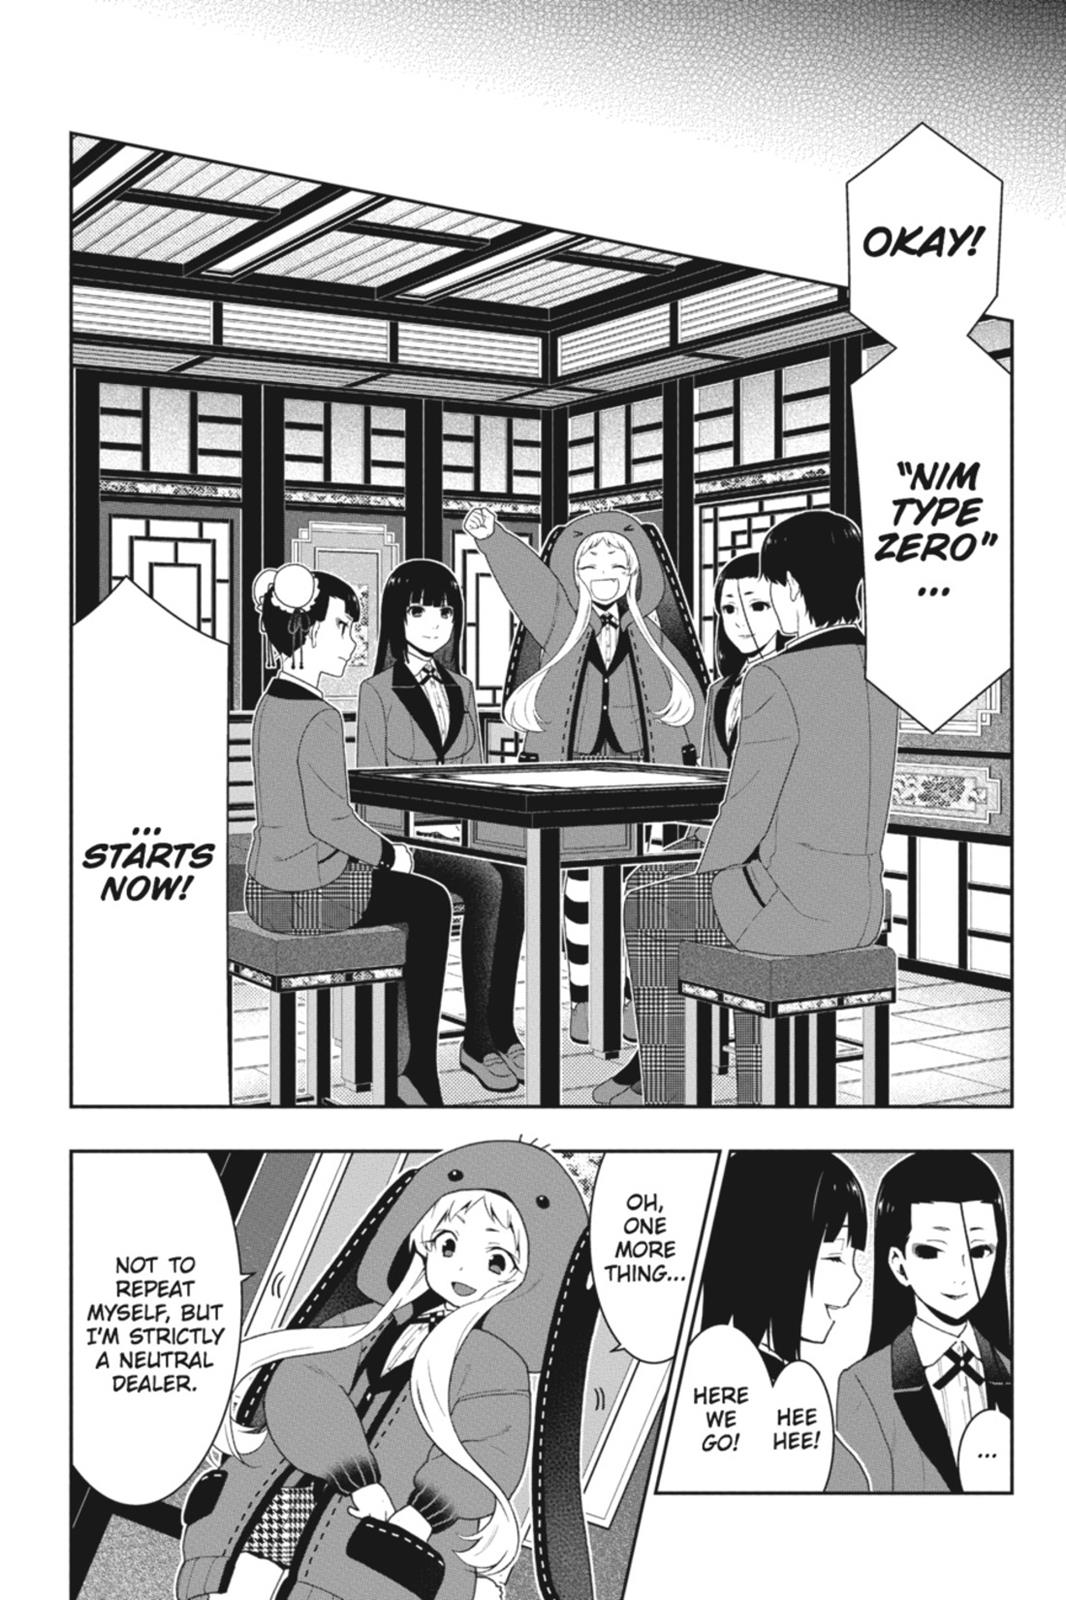 OKAY!
"NIM
TYPE
ZERO"
...
...
STARTS
NOW!
HERE
WE
GO!
HEE
HEE!
...
OH,
ONE
MORE
THING...
NOT TO
REPEAT
MYSELF, BUT
I'M STRICTLY
A NEUTRAL
DEALER.